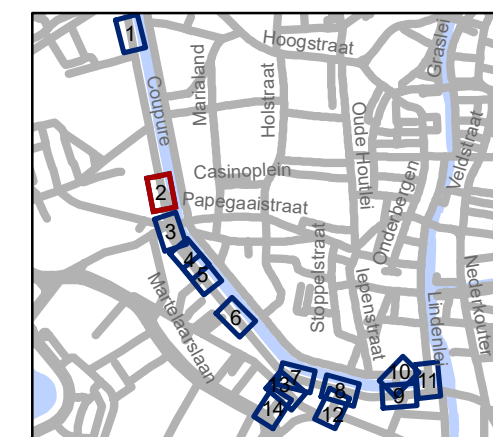 1
Hoogstraat
Graslei
Marialand
Coupure
Holstraat
Oude Houtlei
Veldstraat
Casinoplein
2
Papegaaistraat
Onderbergen
3
4
5
Stoppelstraat
Iepenstraat
Nederkouter
Martelaarslaan
Lindenlei
6
7
13
8
10
11
9
14
12